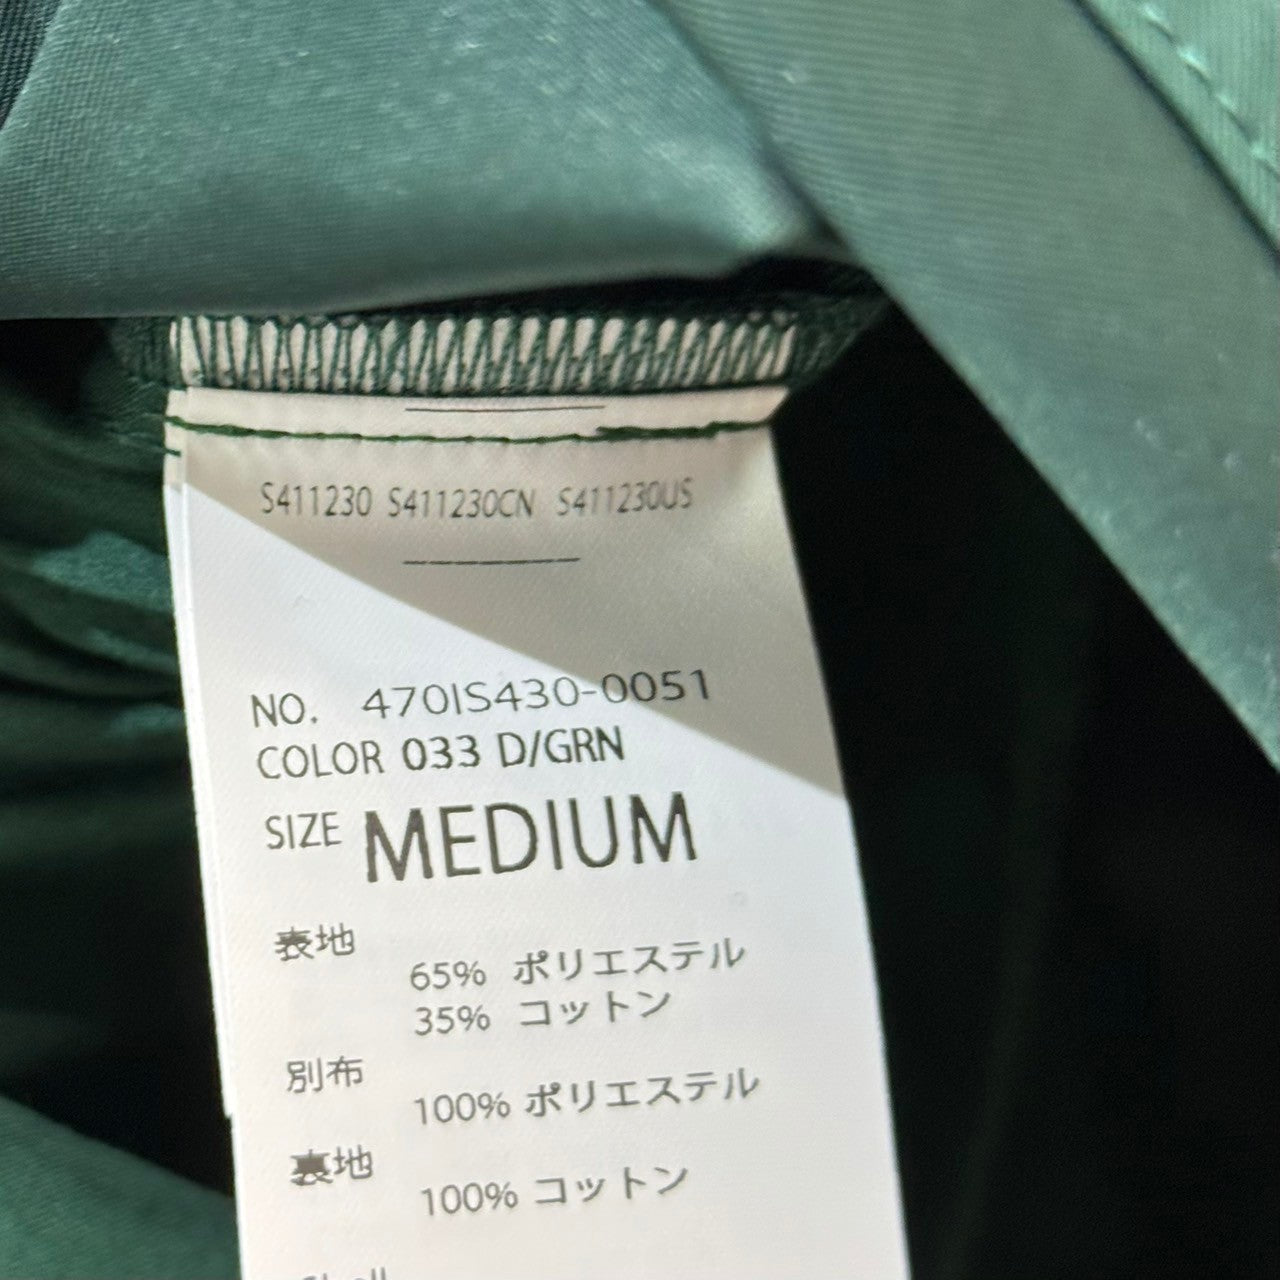 S411230 S411230CN S411230US
NO. 470IS430-0051
COLOR 033 D/GRN
SIZE MEDIUM
表地
65% ポリエステル
35% コットン
別布
100% ポリエステル
裏地
100% コットン